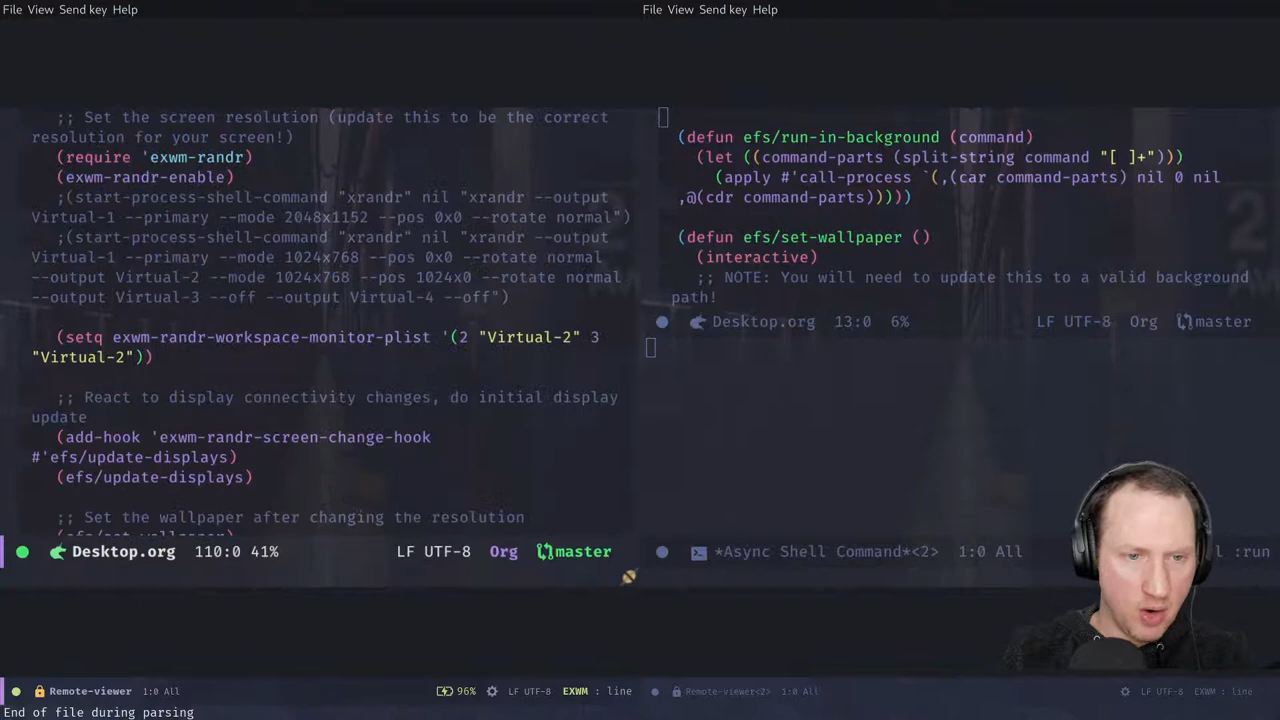 File View Send key Help
File View Send key Help
;; Set the screen resolution (update this to be the correct
resolution for your screen!)
(require 'exwm-randr)
(exwm-randr-enable)
;(start-process-shell-command "xrandr" nil "xrandr --output
Virtual-1 --primary --mode 2048x1152 --pos 0x0 --rotate normal")
;(start-process-shell-command "xrandr" nil "xrandr --output
Virtual-1 --primary --mode 1024x768 --pos 0x0 --rotate normal
--output Virtual-2 --mode 1024x768 --pos 1024x0 --rotate normal
--output Virtual-3 --off --output Virtual-4 --off")
(setq exwm-randr-workspace-monitor-plist '(2 "Virtual-2" 3
"Virtual-2"))
;; React to display connectivity changes, do initial display
update
(add-hook 'exwm-randr-screen-change-hook
#'efs/update-displays)
(efs/update-displays)
;; Set the wallpaper after changing the resolution
(efs/set-wallpaper)
Desktop.org 110:0 41% LF UTF-8 Org master
(defun efs/run-in-background (command)
(let ((command-parts (split-string command "[ ]+")))
(apply #'call-process `(,(car command-parts) nil 0 nil
,@(cdr command-parts)))))
(defun efs/set-wallpaper ()
(interactive)
;; NOTE: You will need to update this to a valid background
path!
Desktop.org 13:0 6% LF UTF-8 Org master
*Async Shell Command*<2> 1:0 All l :run
Remote-viewer 1:0 All 96% LF UTF-8 EXWM : line
Remote-viewer<2> 1:0 All LF UTF-8 EXWM : line
End of file during parsing